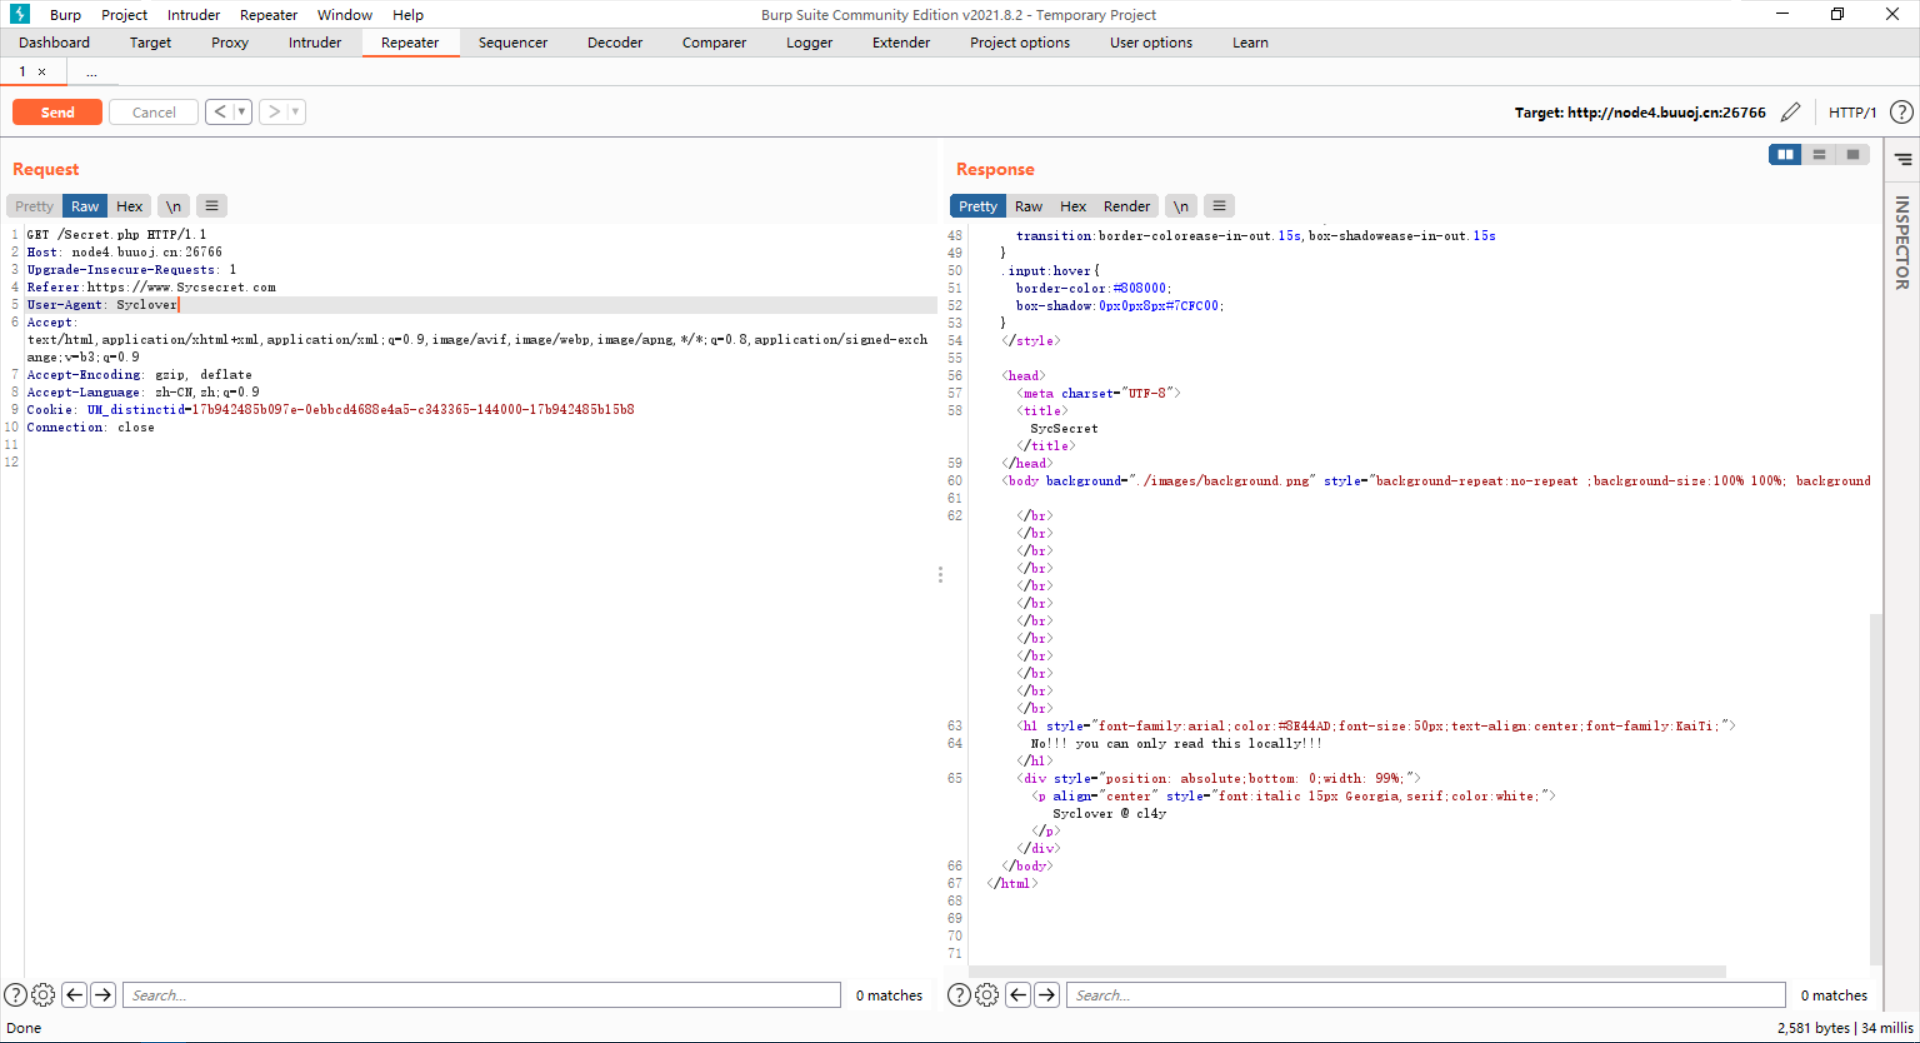 Burp Project Intruder Repeater Window Help
Burp Suite Community Edition v2021.8.2 - Temporary Project
Dashboard Target Proxy Intruder Repeater Sequencer Decoder Comparer Logger Extender Project options User options Learn
1 × ...
Send Cancel < >
Target: http://node4.buuoj.cn:26766 HTTP/1 ?
Request
Pretty Raw Hex \n
1 GET /Secret.php HTTP/1.1
2 Host: node4.buuoj.cn:26766
3 Upgrade-Insecure-Requests: 1
4 Referer:https://www.Sycsecret.com
5 User-Agent: Syclover
6 Accept:
text/html,application/xhtml+xml,application/xml;q=0.9,image/avif,image/webp,image/apng,*/*;q=0.8,application/signed-exch
ange;v=b3;q=0.9
7 Accept-Encoding: gzip, deflate
8 Accept-Language: zh-CN,zh;q=0.9
9 Cookie: UM_distinctid=17b942485b097e-0ebbcd4688e4a5-c343365-144000-17b942485b15b8
10 Connection: close
11
12
? Search... 0 matches
Response
Pretty Raw Hex Render \n
48 transition:border-colorease-in-out.15s,box-shadowease-in-out.15s
49 }
50 .input:hover{
51 border-color:#808000;
52 box-shadow:0px0px8px#7CFC00;
53 }
54 </style>
55
56 <head>
57 <meta charset="UTF-8">
58 <title>
SycSecret
</title>
59 </head>
60 <body background="./images/background.png" style="background-repeat:no-repeat ;background-size:100% 100%; background
61
62 </br>
</br>
</br>
</br>
</br>
</br>
</br>
</br>
</br>
</br>
</br>
</br>
63 <h1 style="font-family:arial;color:#8E44AD;font-size:50px;text-align:center;font-family:KaiTi;">
64 No!!! you can only read this locally!!!
</h1>
65 <div style="position: absolute;bottom: 0;width: 99%;">
<p align="center" style="font:italic 15px Georgia,serif;color:white;">
Syclover @ cl4y
</p>
</div>
66 </body>
67 </html>
68
69
70
71
? Search... 0 matches
INSPECTOR
Done
2,581 bytes | 34 millis